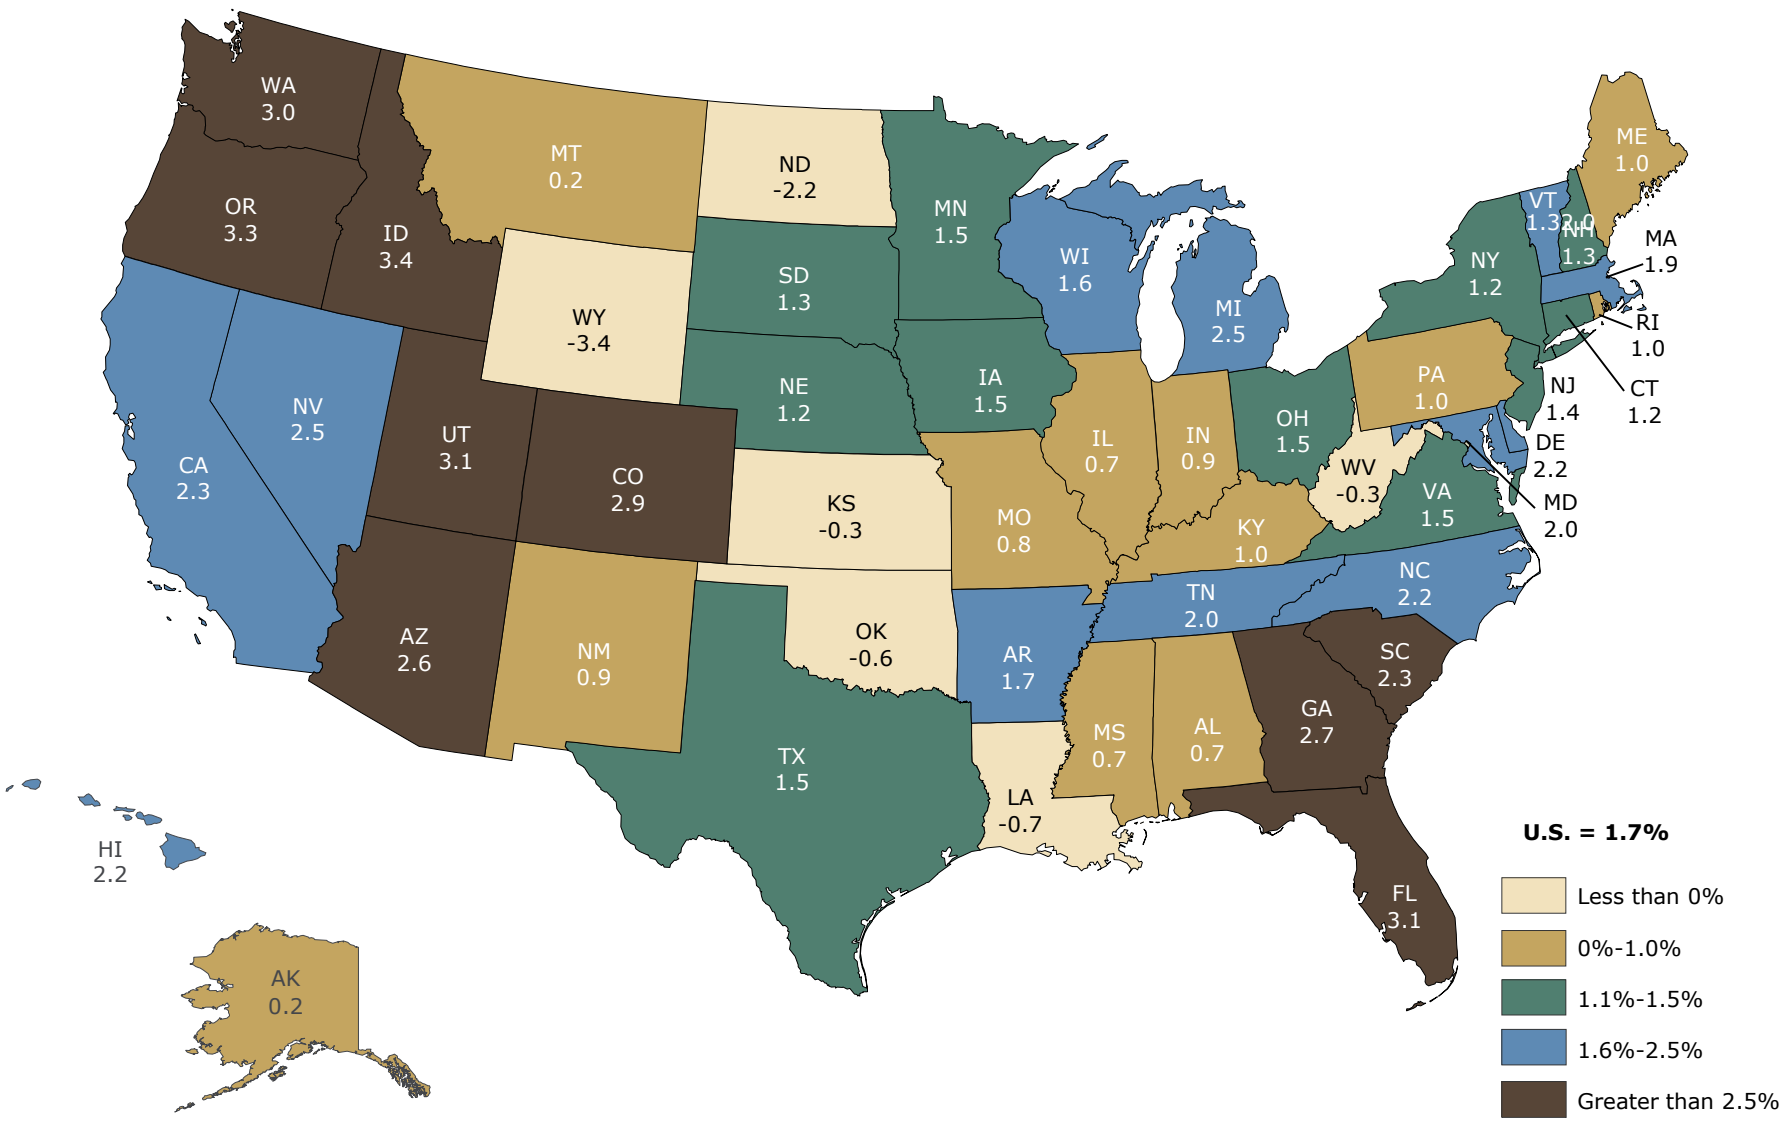 WA
3.0
OR
3.3
ID
3.4
MT
0.2
ND
-2.2
MN
1.5
WI
1.6
MI
2.5
SD
1.3
WY
-3.4
NE
1.2
IA
1.5
NV
2.5
CA
2.3
UT
3.1
CO
2.9
KS
-0.3
MO
0.8
IL
0.7
IN
0.9
OH
1.5
KY
1.0
WV
-0.3
VA
1.5
PA
1.0
NY
1.2
VT
1.3
2.0
NH
1.3
ME
1.0
MA
1.9
RI
1.0
CT
1.2
NJ
1.4
DE
2.2
MD
2.0
NC
2.2
TN
2.0
SC
2.3
GA
2.7
AL
0.7
MS
0.7
AR
1.7
OK
-0.6
AZ
2.6
NM
0.9
TX
1.5
LA
-0.7
FL
3.1
HI
2.2
AK
0.2
U.S. = 1.7%
Less than 0%
0%-1.0%
1.1%-1.5%
1.6%-2.5%
Greater than 2.5%